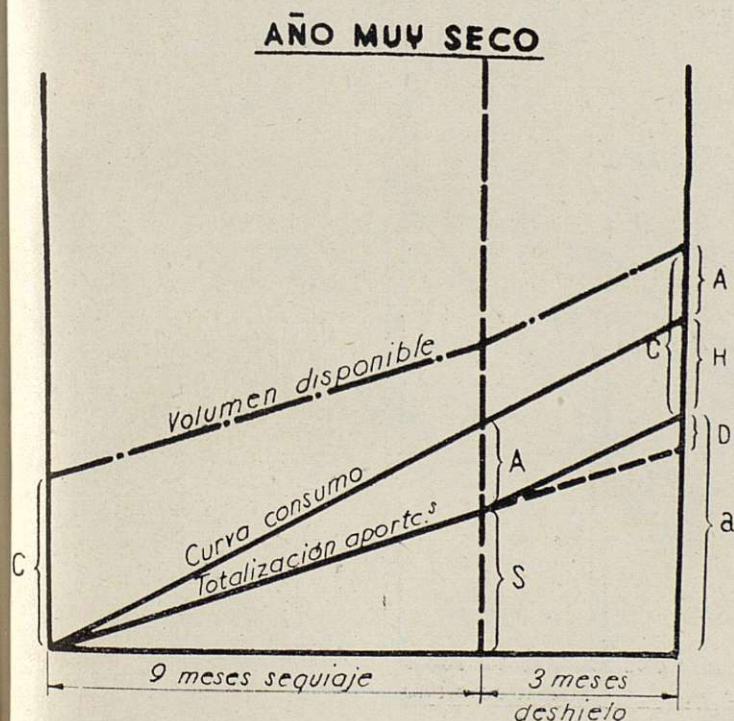 AÑO MUY SECO
A
Volumen disponible
C
H
Curva consumo
A
D
Totalización aportc.s
C
S
a
9 meses sequiaje
3 meses
deshielo